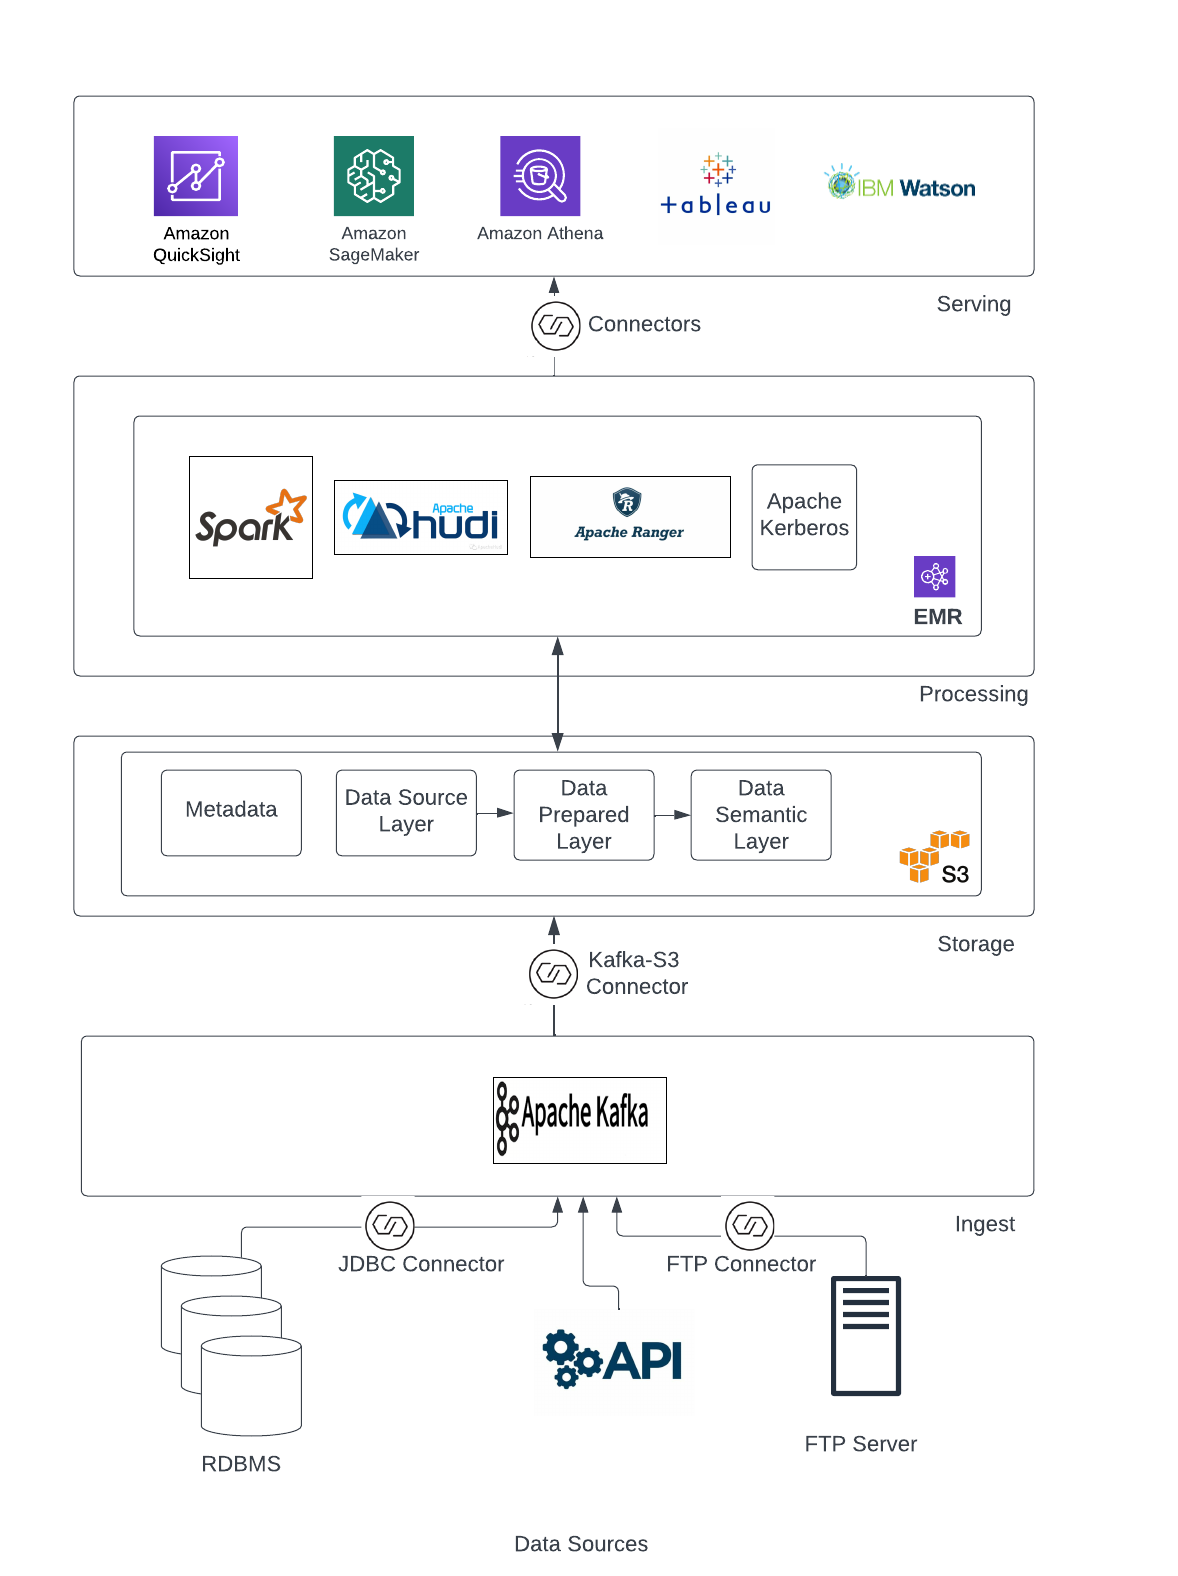 Amazon
QuickSight
Amazon
SageMaker
Amazon Athena
+ableau
IBM Watson
Serving
Connectors
Spark
Apache
hudi
R
Apache Ranger
Apache
Kerberos
EMR
Processing
Metadata
Data Source
Layer
Data
Prepared
Layer
Data
Semantic
Layer
S3
Storage
Kafka-S3
Connector
Apache Kafka
Ingest
JDBC Connector
FTP Connector
API
FTP Server
RDBMS
Data Sources